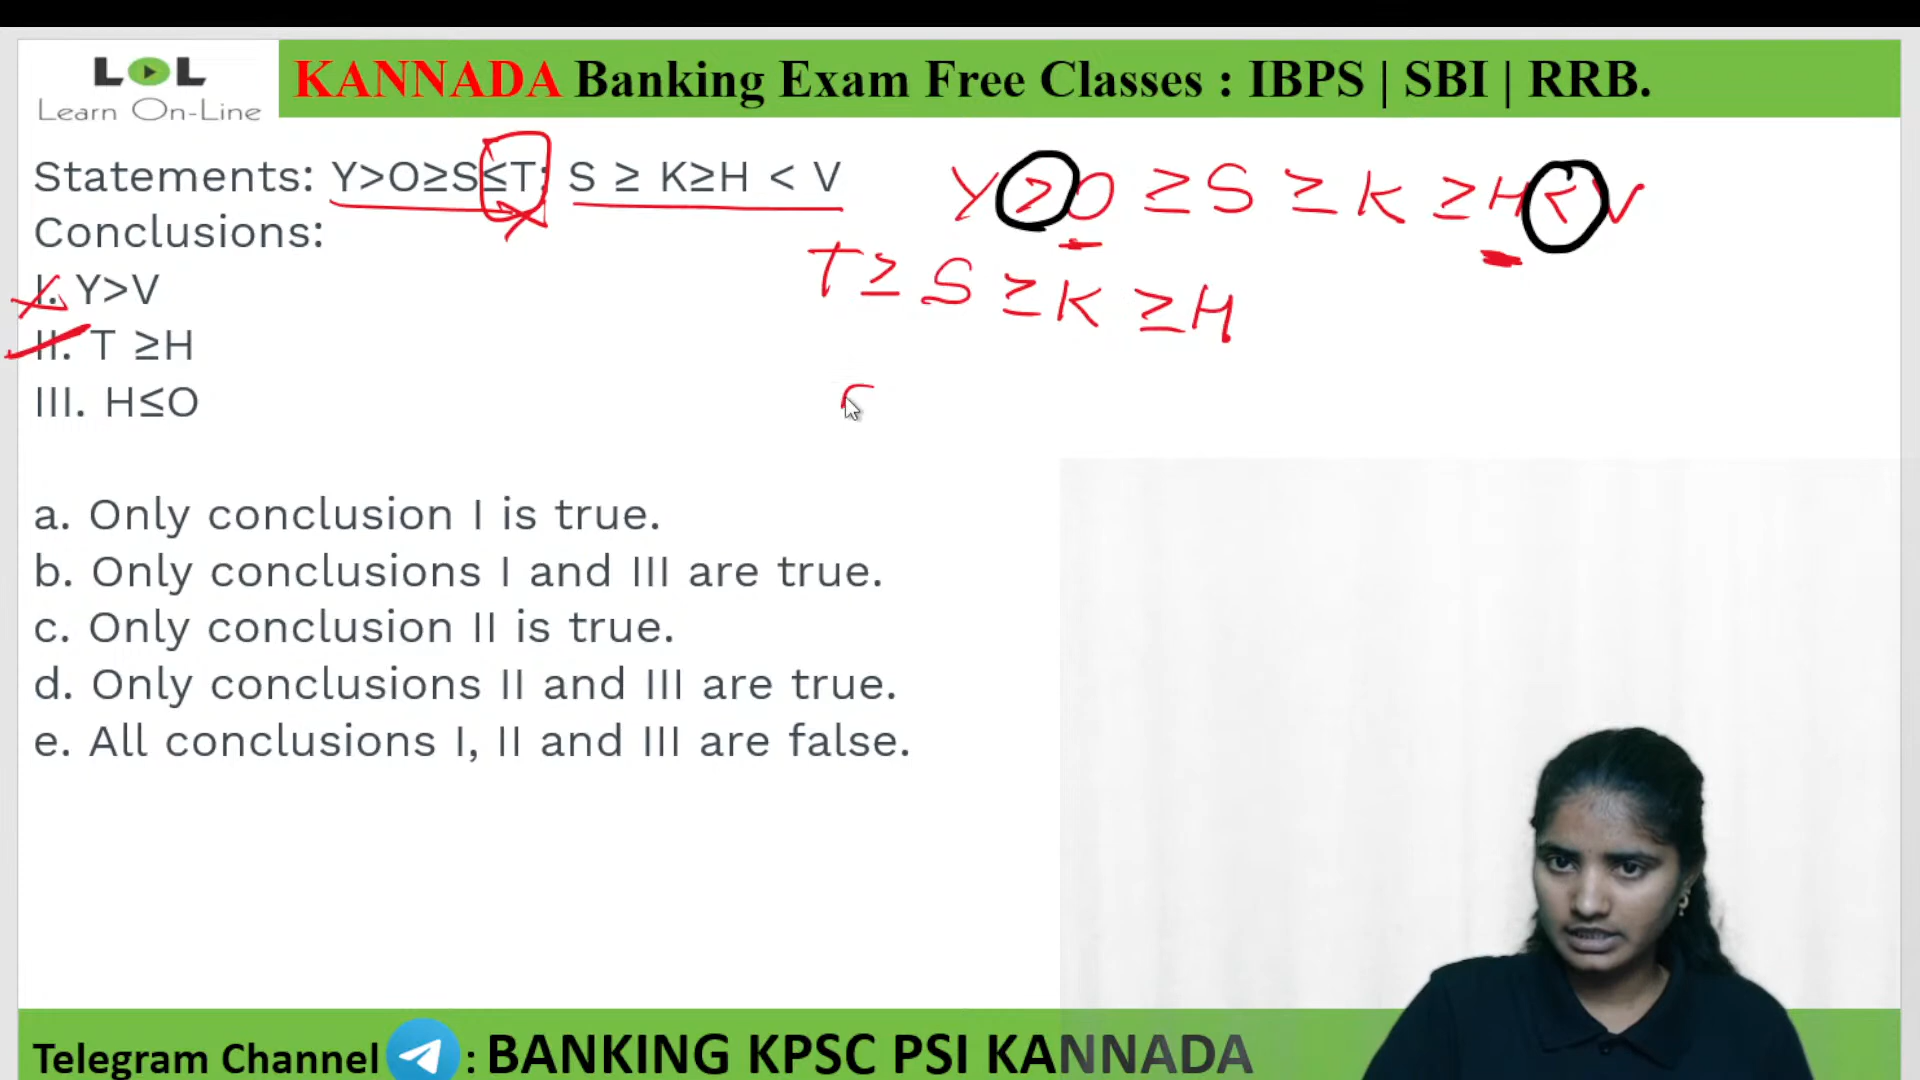 LOL
Learn On-Line
KANNADA Banking Exam Free Classes : IBPS | SBI | RRB.
Statements: Y>O≥S≤T; S ≥ K≥H < V
Y > O ≥ S ≥ K ≥ H < V
Conclusions:
T ≥ S ≥ K ≥ H
I. Y>V
II. T ≥H
III. H≤O
a. Only conclusion I is true.
b. Only conclusions I and III are true.
c. Only conclusion II is true.
d. Only conclusions II and III are true.
e. All conclusions I, II and III are false.
Telegram Channel : BANKING KPSC PSI KANNADA